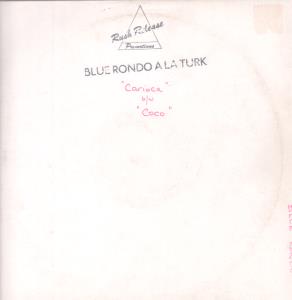 Rush Release
Promotions
BLUE RONDO A LA TURK
"Carioca"
b/w
"Coco"